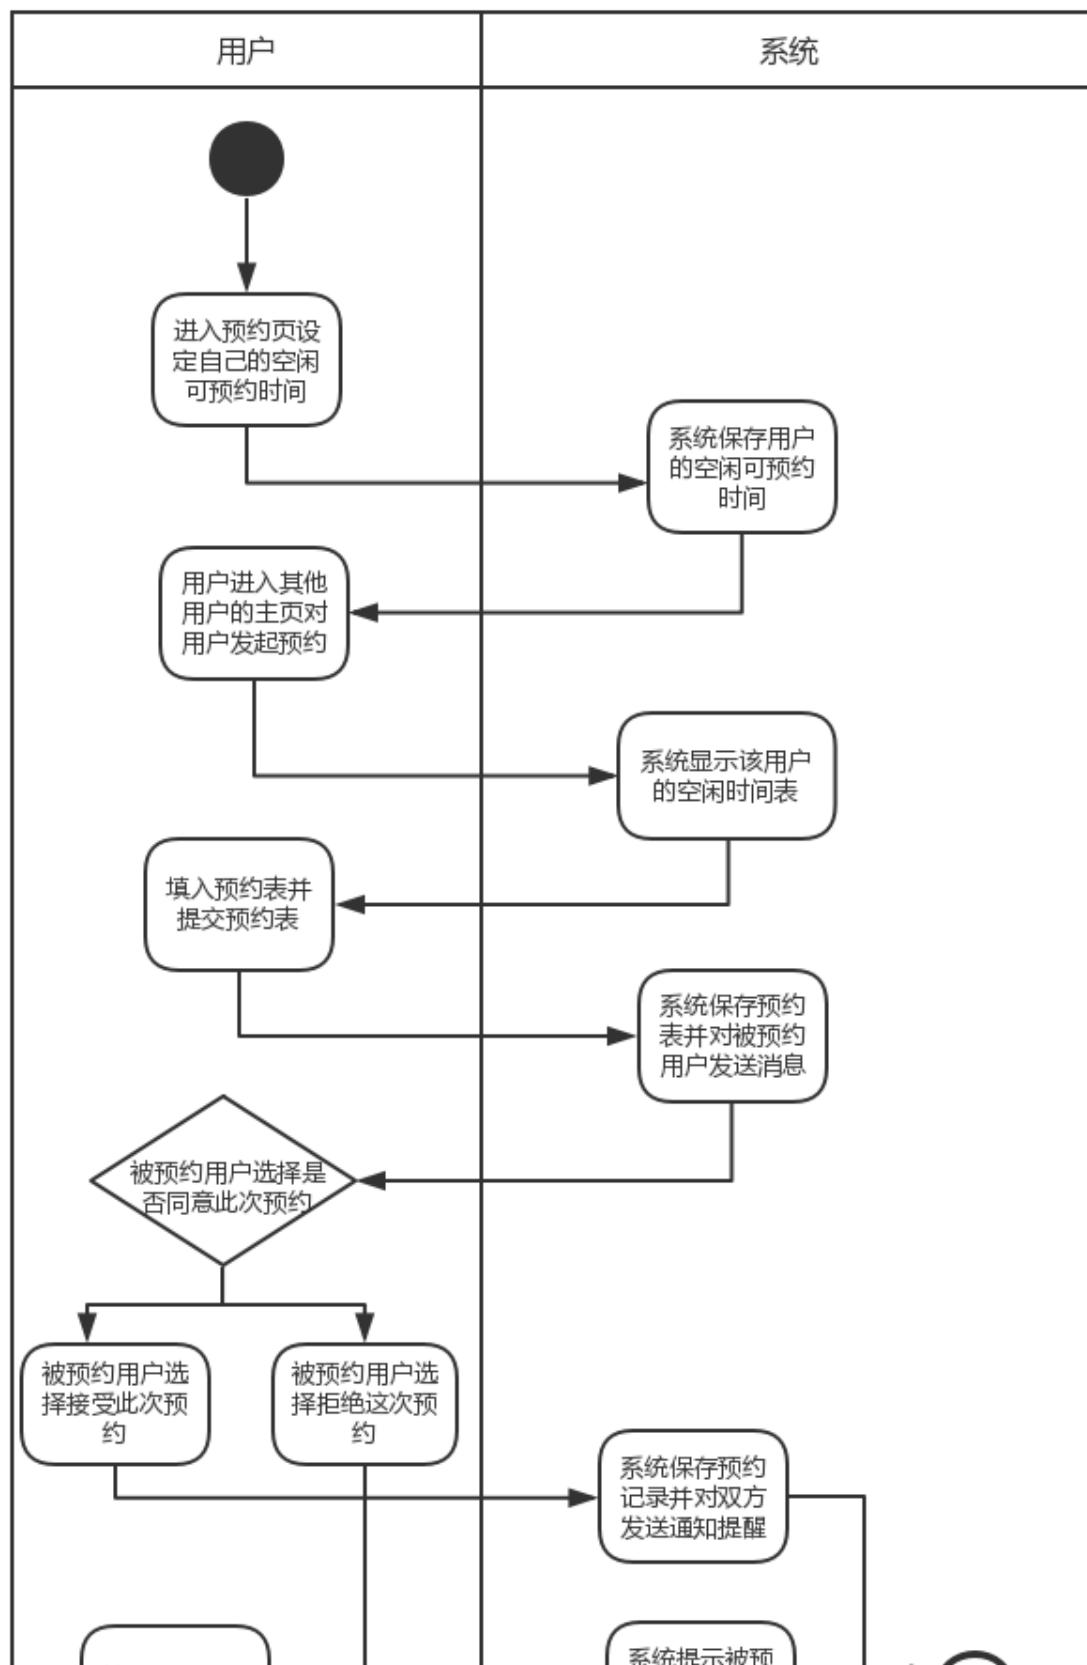 用户
系统
进入预约页设
定自己的空闲
可预约时间
系统保存用户
的空闲可预约
时间
用户进入其他
用户的主页对
用户发起预约
系统显示该用户
的空闲时间表
填入预约表并
提交预约表
系统保存预约
表并对被预约
用户发送消息
被预约用户选择是
否同意此次预约
被预约用户选
择接受此次预
约
被预约用户选
择拒绝这次预
约
系统保存预约
记录并对双方
发送通知提醒
系统提示被预